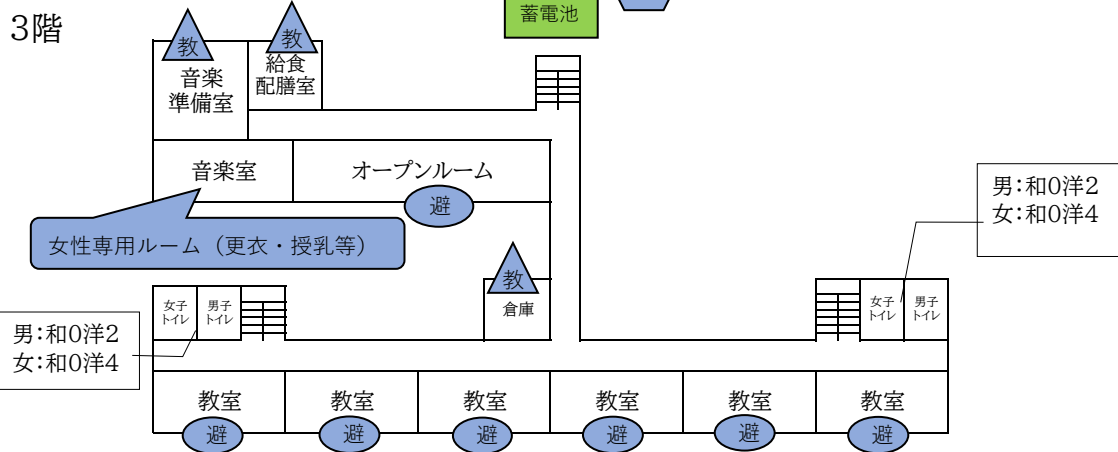 3階
蓄電池
教
教
音楽
準備室
給食
配膳室
音楽室
オープンルーム
避
男:和0洋2
女:和0洋4
女性専用ルーム（更衣・授乳等）
教
倉庫
女子
トイレ
男子
トイレ
女子
トイレ
男子
トイレ
男:和0洋2
女:和0洋4
教室
教室
教室
教室
教室
教室
避
避
避
避
避
避